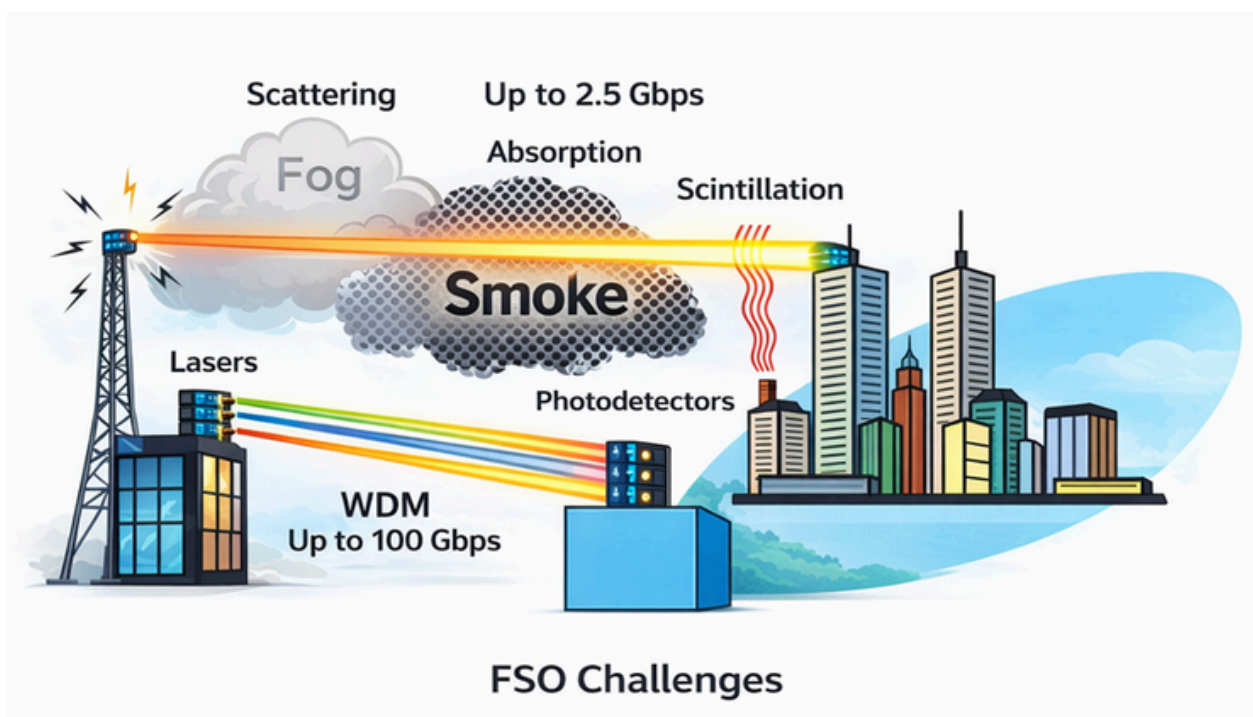 Scattering
Up to 2.5 Gbps
Fog
Absorption
Scintillation
Smoke
Lasers
Photodetectors
WDM
Up to 100 Gbps
FSO Challenges